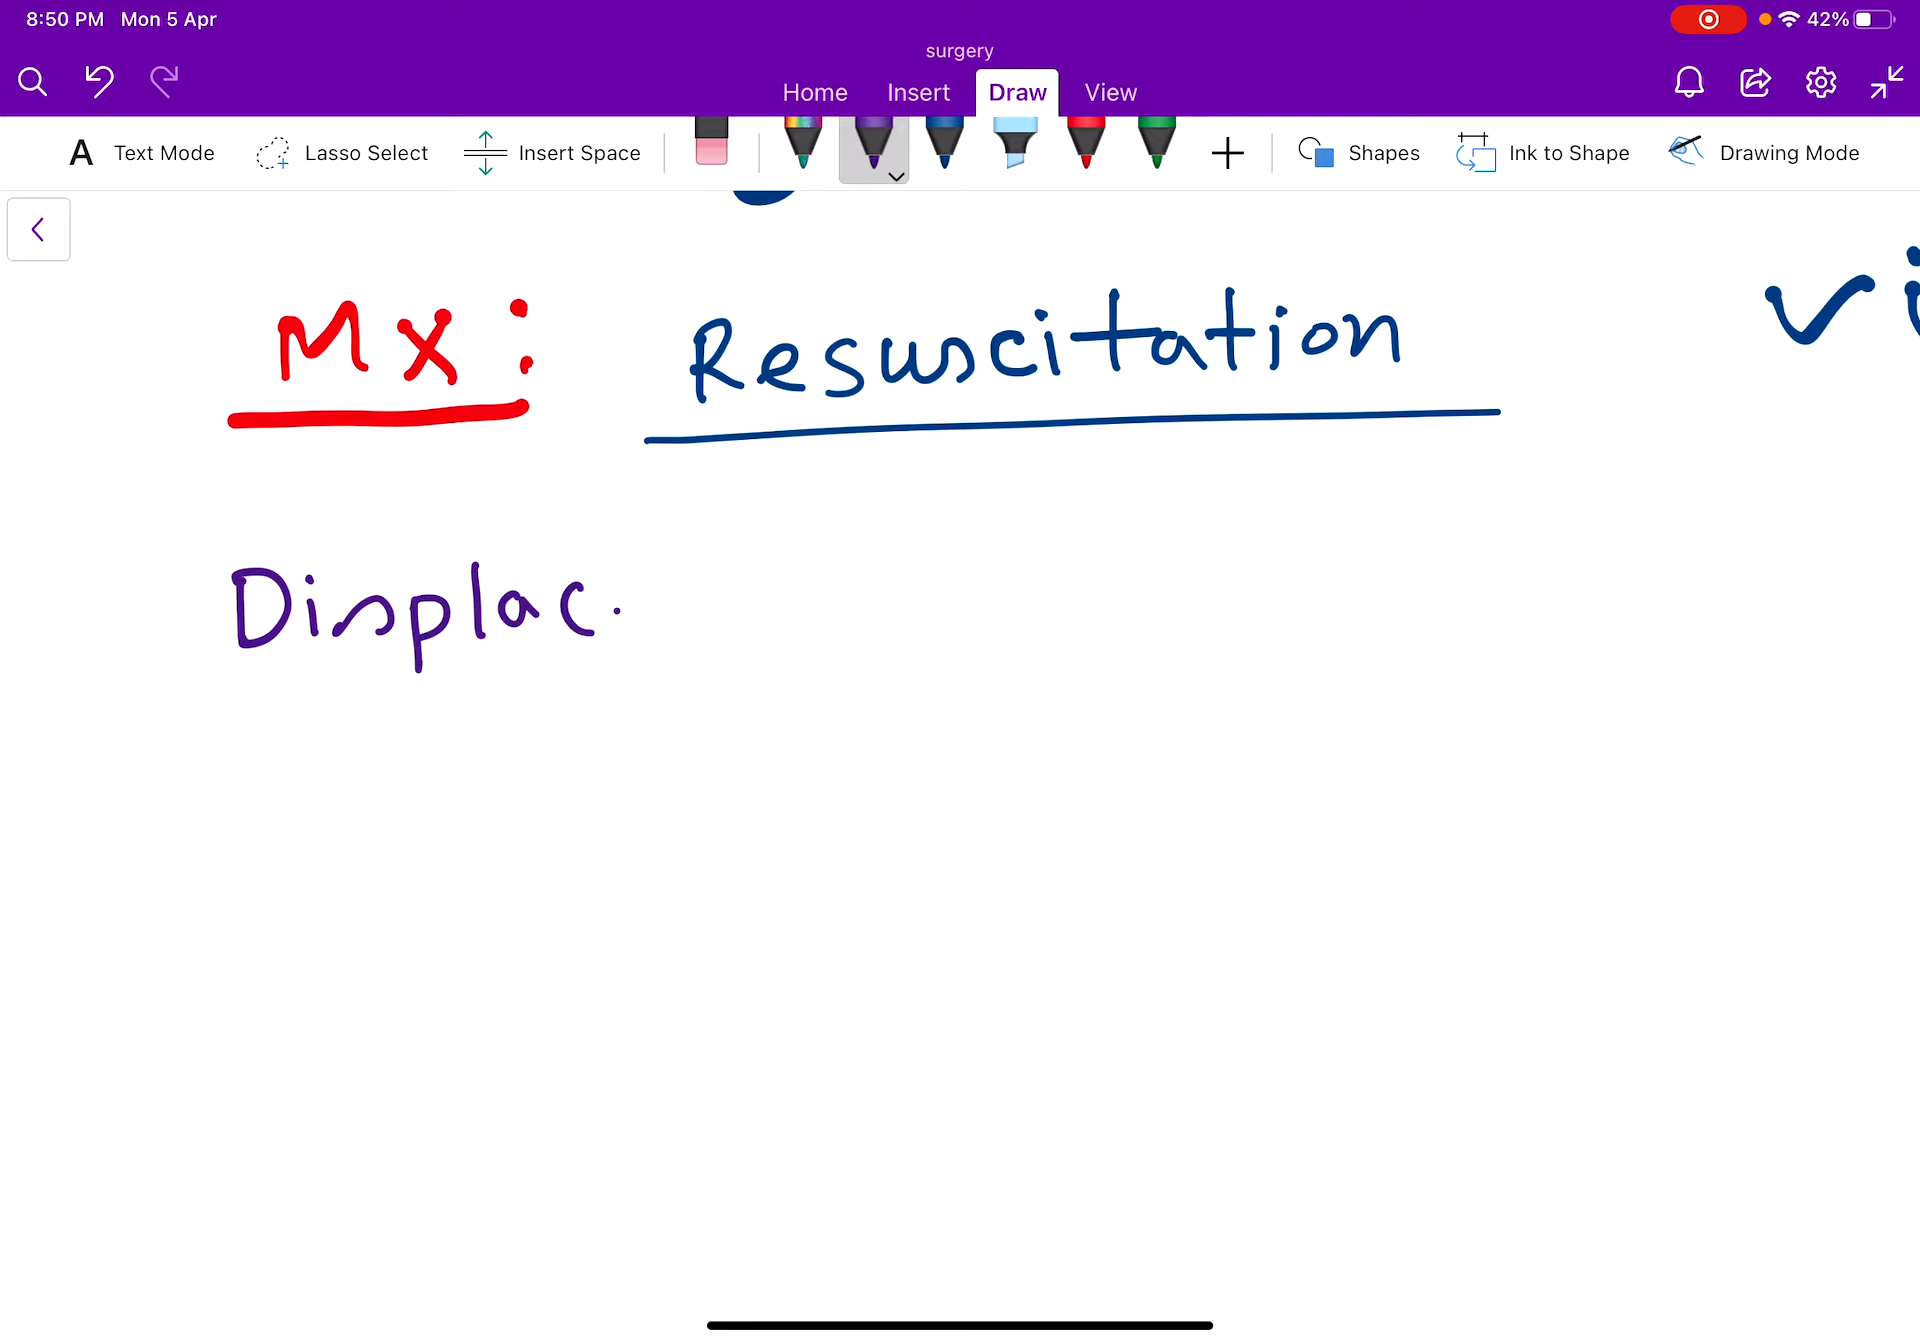 8:50 PM Mon 5 Apr
42%
surgery
Home Insert Draw View
A Text Mode Lasso Select Insert Space Shapes Ink to Shape Drawing Mode
Mx: Resuscitation vi
Displac.